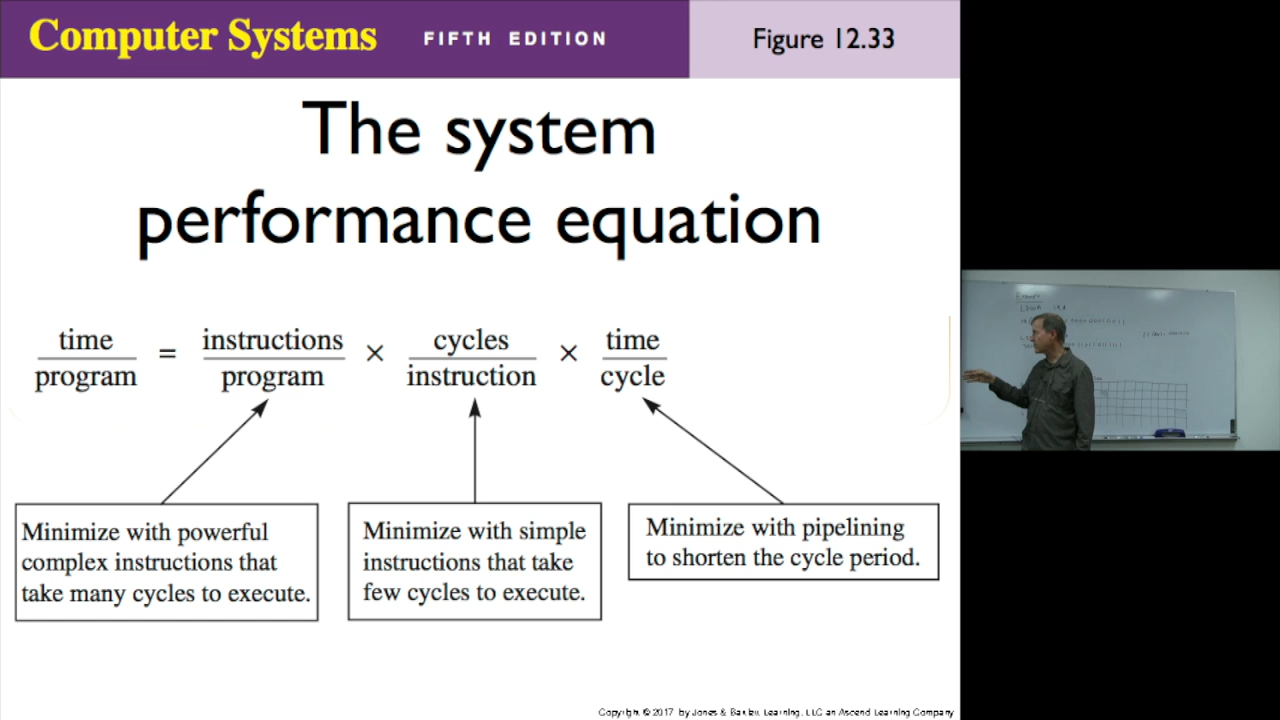 Computer Systems FIFTH EDITION Figure 12.33
The system
performance equation
time/program = instructions/program × cycles/instruction × time/cycle
Minimize with powerful
complex instructions that
take many cycles to execute.
Minimize with simple
instructions that take
few cycles to execute.
Minimize with pipelining
to shorten the cycle period.
Copyright © 2017 by Jones & Bartlett Learning, LLC an Ascend Learning Company